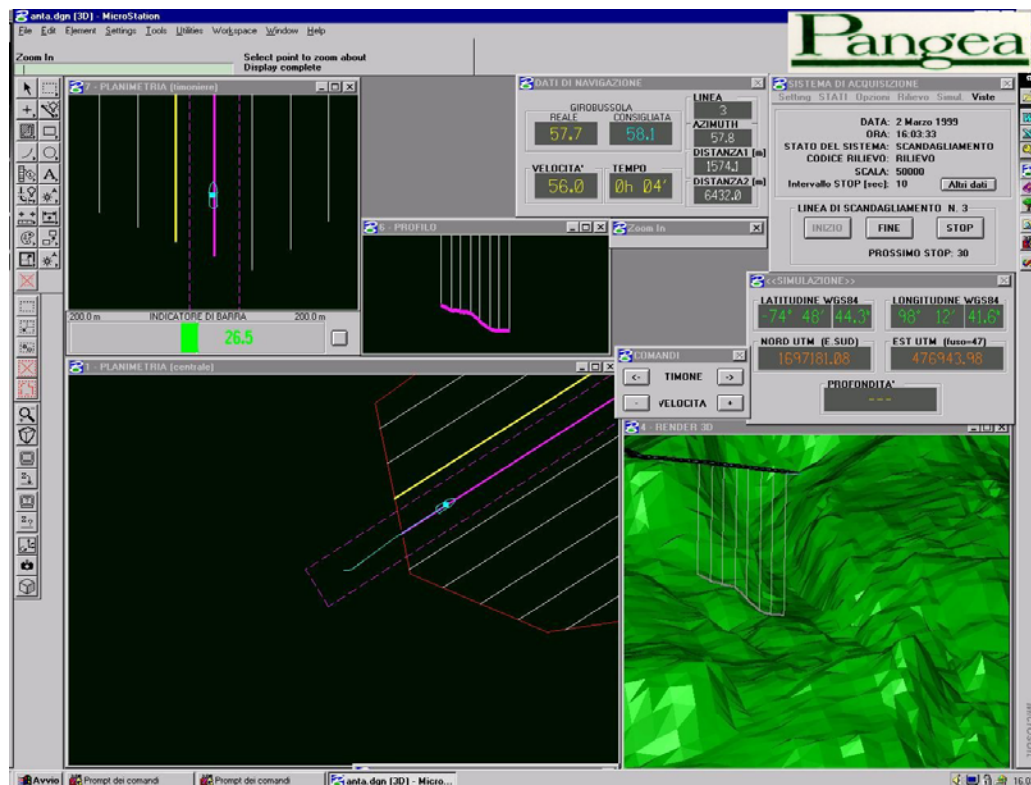 anta.dgn [3D] - MicroStation
File Edit Element Settings Tools Utilities Workspace Window Help
Zoom In
Select point to zoom about
Display complete
Pangea
7 - PLANIMETRIA (timoniere)
200.0 m INDICATORE DI BARRA 200.0 m
26.5
6 - PROFILO
DATI DI NAVIGAZIONE
GIROBUSSOLA
REALE CONSIGLIATA
57.7 58.1
VELOCITA' TEMPO
56.0 0h 04'
LINEA
3
AZIMUTH
57.8
DISTANZA1 [m]
1574.1
DISTANZA2 [m]
6432.0
Zoom In
SISTEMA DI ACQUISIZIONE
Setting STATI Opzioni Rilievo Simul. Viste
DATA: 2 Marzo 1999
ORA: 16:03:33
STATO DEL SISTEMA: SCANDAGLIAMENTO
CODICE RILIEVO: RILIEVO
SCALA: 50000
Intervallo STOP [sec]: 10 Altri dati
LINEA DI SCANDAGLIAMENTO N. 3
INIZIO FINE STOP
PROSSIMO STOP: 30
<<SIMULAZIONE>>
LATITUDINE WGS84 LONGITUDINE WGS84
-74° 48' 44.3" 98° 12' 41.6"
NORD UTM (E.SUD) EST UTM (fuso=47)
1697181.08 476943.98
PROFONDITA'
---
COMANDI
<- TIMONE ->
- VELOCITA +
1 - PLANIMETRIA (centrale)
4 - RENDER 3D
Avvio Prompt dei comandi Prompt dei comandi anta.dgn [3D] - Micro...